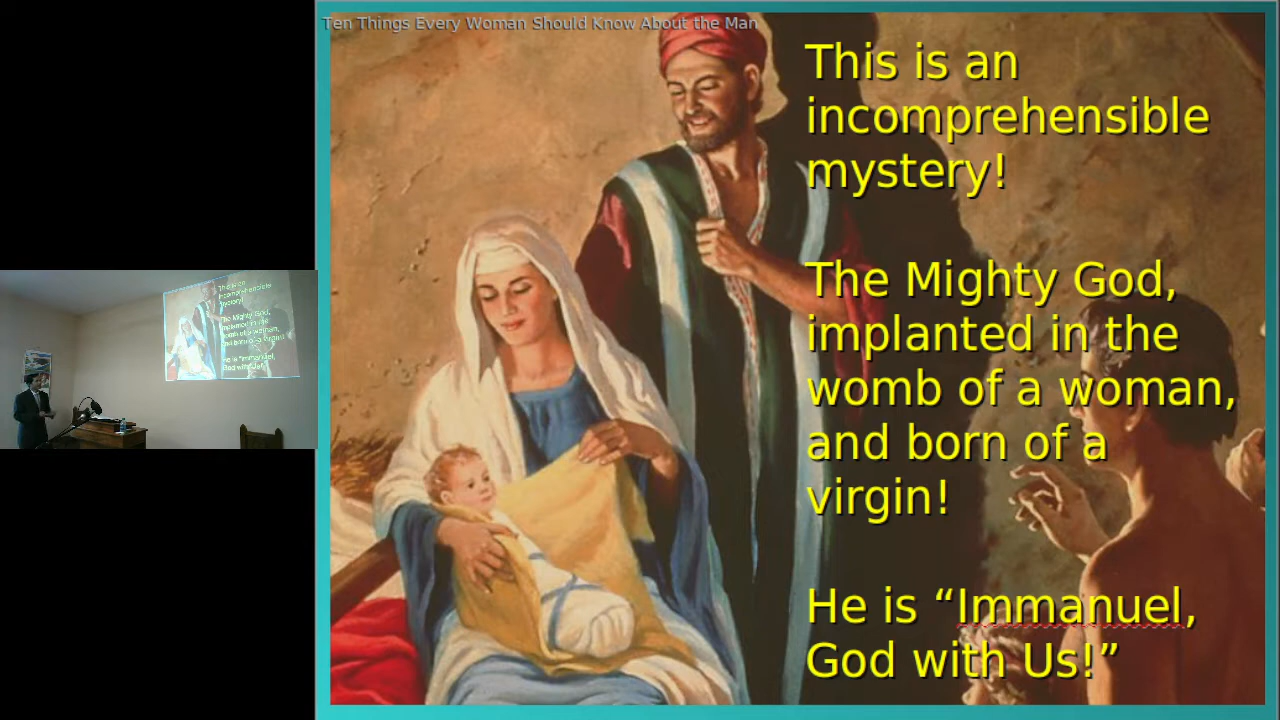 Ten Things Every Woman Should Know About the Man
This is an
incomprehensible
mystery!
The Mighty God,
implanted in the
womb of a woman,
and born of a
virgin!
He is “Immanuel,
God with Us!”